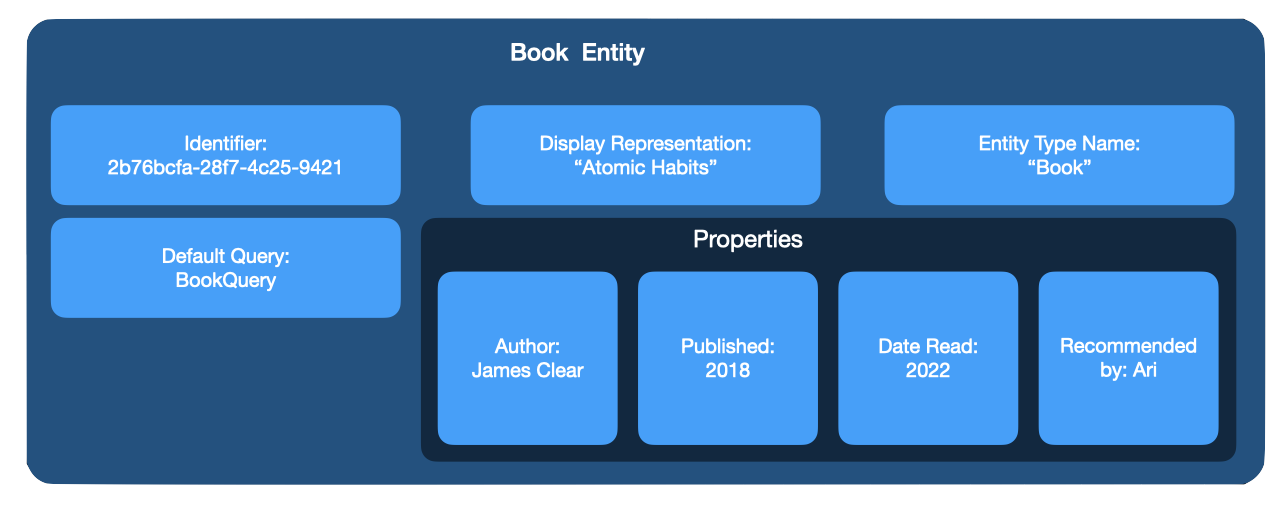 Book Entity
Identifier:
2b76bcfa-28f7-4c25-9421
Display Representation:
“Atomic Habits”
Entity Type Name:
“Book”
Default Query:
BookQuery
Properties
Author:
James Clear
Published:
2018
Date Read:
2022
Recommended
by: Ari